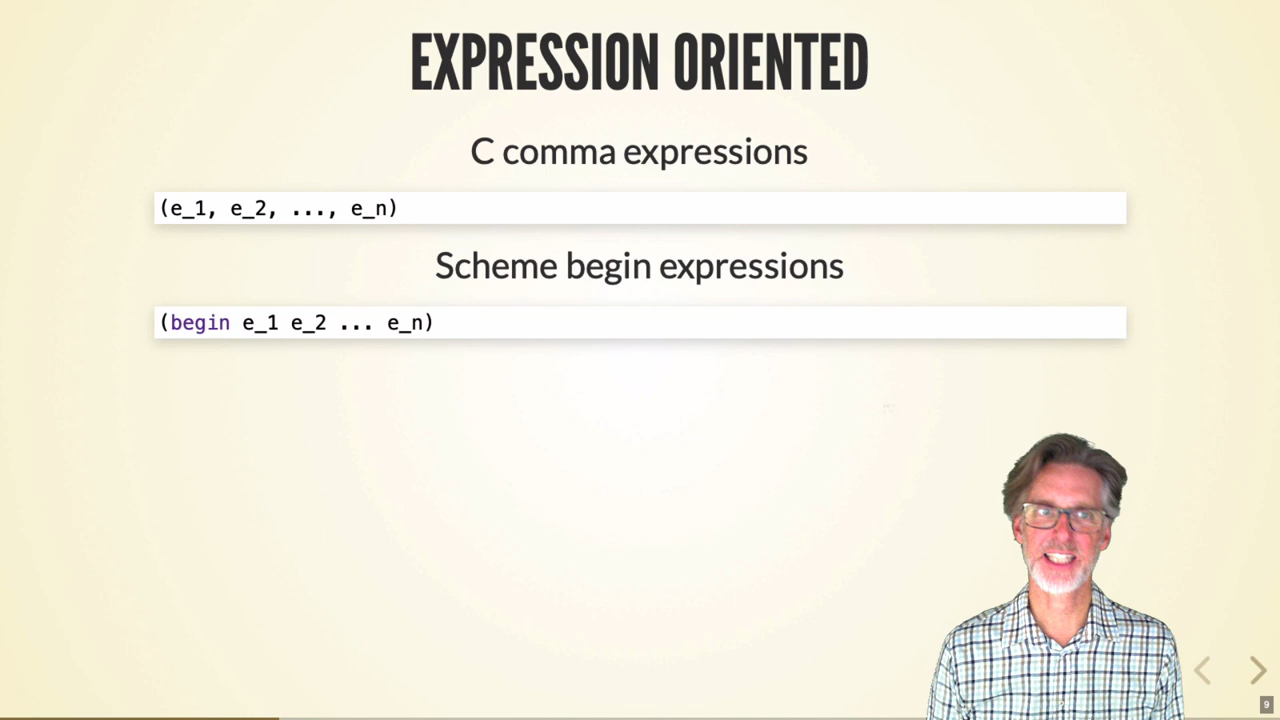 EXPRESSION ORIENTED
C comma expressions
(e_1, e_2, ..., e_n)
Scheme begin expressions
(begin e_1 e_2 ... e_n)
9